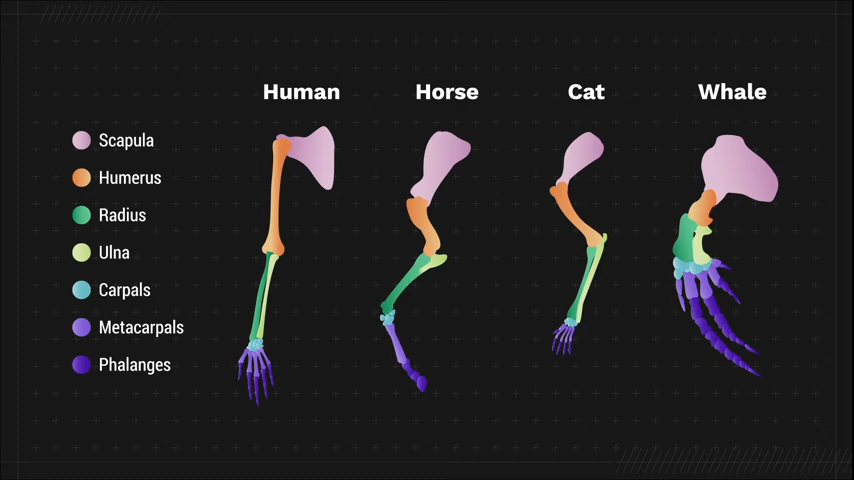 Human Horse Cat Whale
Scapula
Humerus
Radius
Ulna
Carpals
Metacarpals
Phalanges